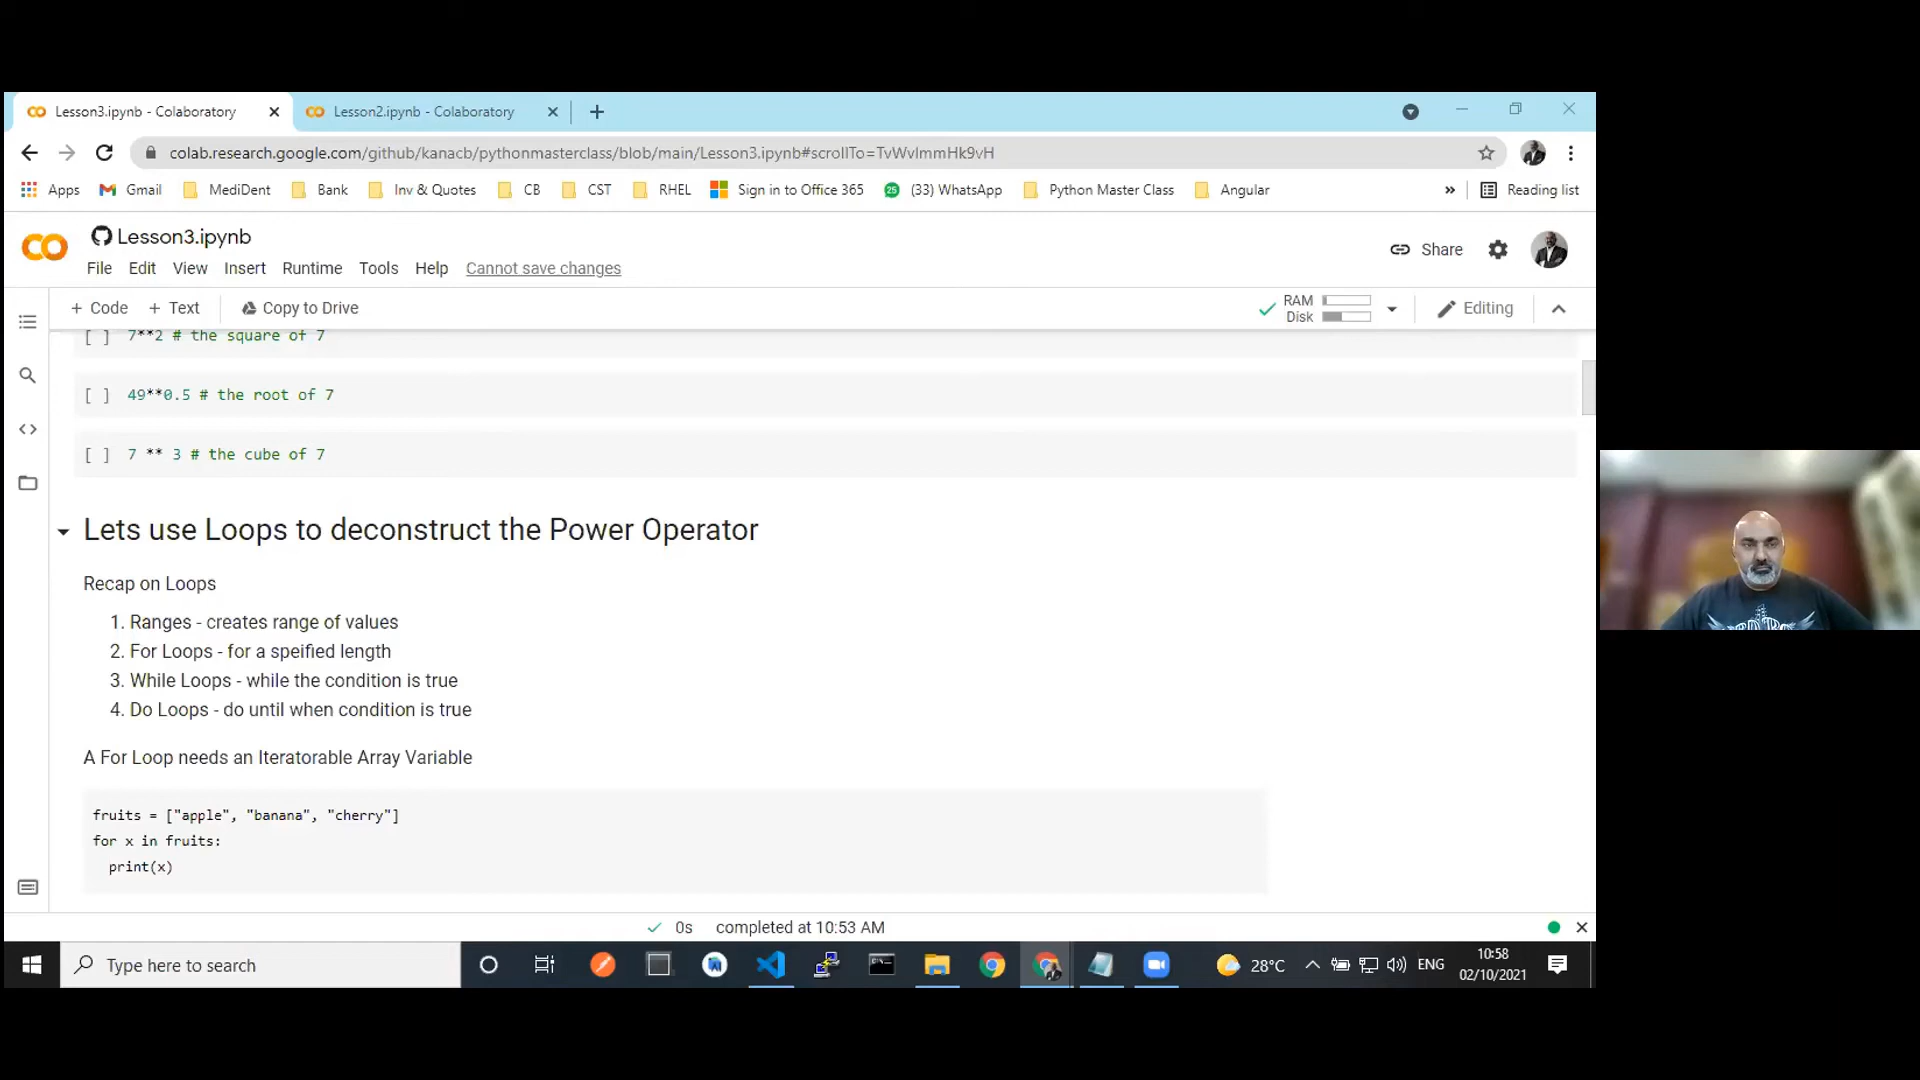 Lesson3.ipynb - Colaboratory
Lesson2.ipynb - Colaboratory
colab.research.google.com/github/kanacb/pythonmasterclass/blob/main/Lesson3.ipynb#scrollTo=TvWvImmHk9vH
Apps Gmail MediDent Bank Inv & Quotes CB CST RHEL Sign in to Office 365 (33) WhatsApp Python Master Class Angular » Reading list
CO Lesson3.ipynb
Share
File Edit View Insert Runtime Tools Help Cannot save changes
+ Code + Text Copy to Drive
RAM
Disk
Editing
[ ] 7**2 # the square of 7
[ ] 49**0.5 # the root of 7
[ ] 7 ** 3 # the cube of 7
Lets use Loops to deconstruct the Power Operator
Recap on Loops
1. Ranges - creates range of values
2. For Loops - for a speified length
3. While Loops - while the condition is true
4. Do Loops - do until when condition is true
A For Loop needs an Iteratorable Array Variable
fruits = ["apple", "banana", "cherry"]
for x in fruits:
print(x)
0s completed at 10:53 AM
Type here to search
28°C ENG
10:58
02/10/2021